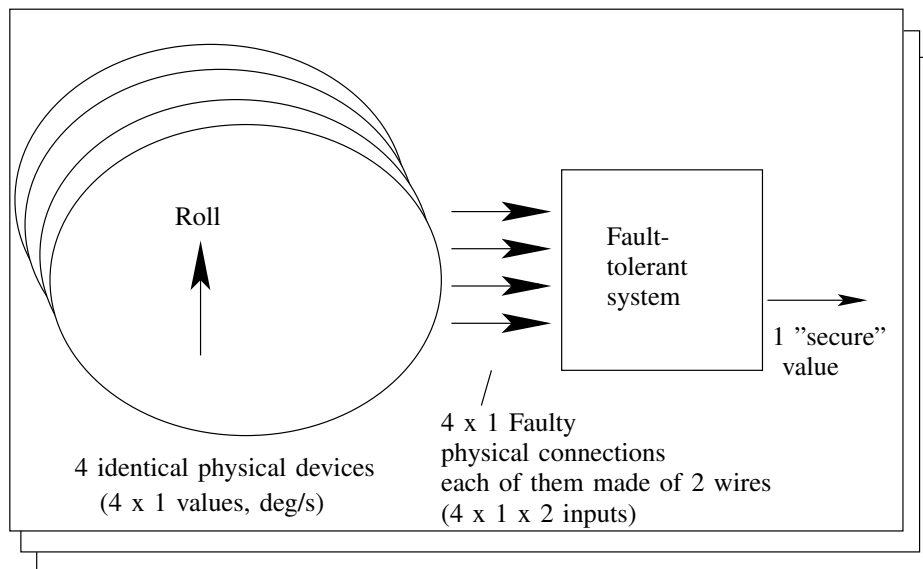 Roll
Fault-
tolerant
system
1 ”secure”
value
4 x 1 Faulty
physical connections
each of them made of 2 wires
(4 x 1 x 2 inputs)
4 identical physical devices
(4 x 1 values, deg/s)